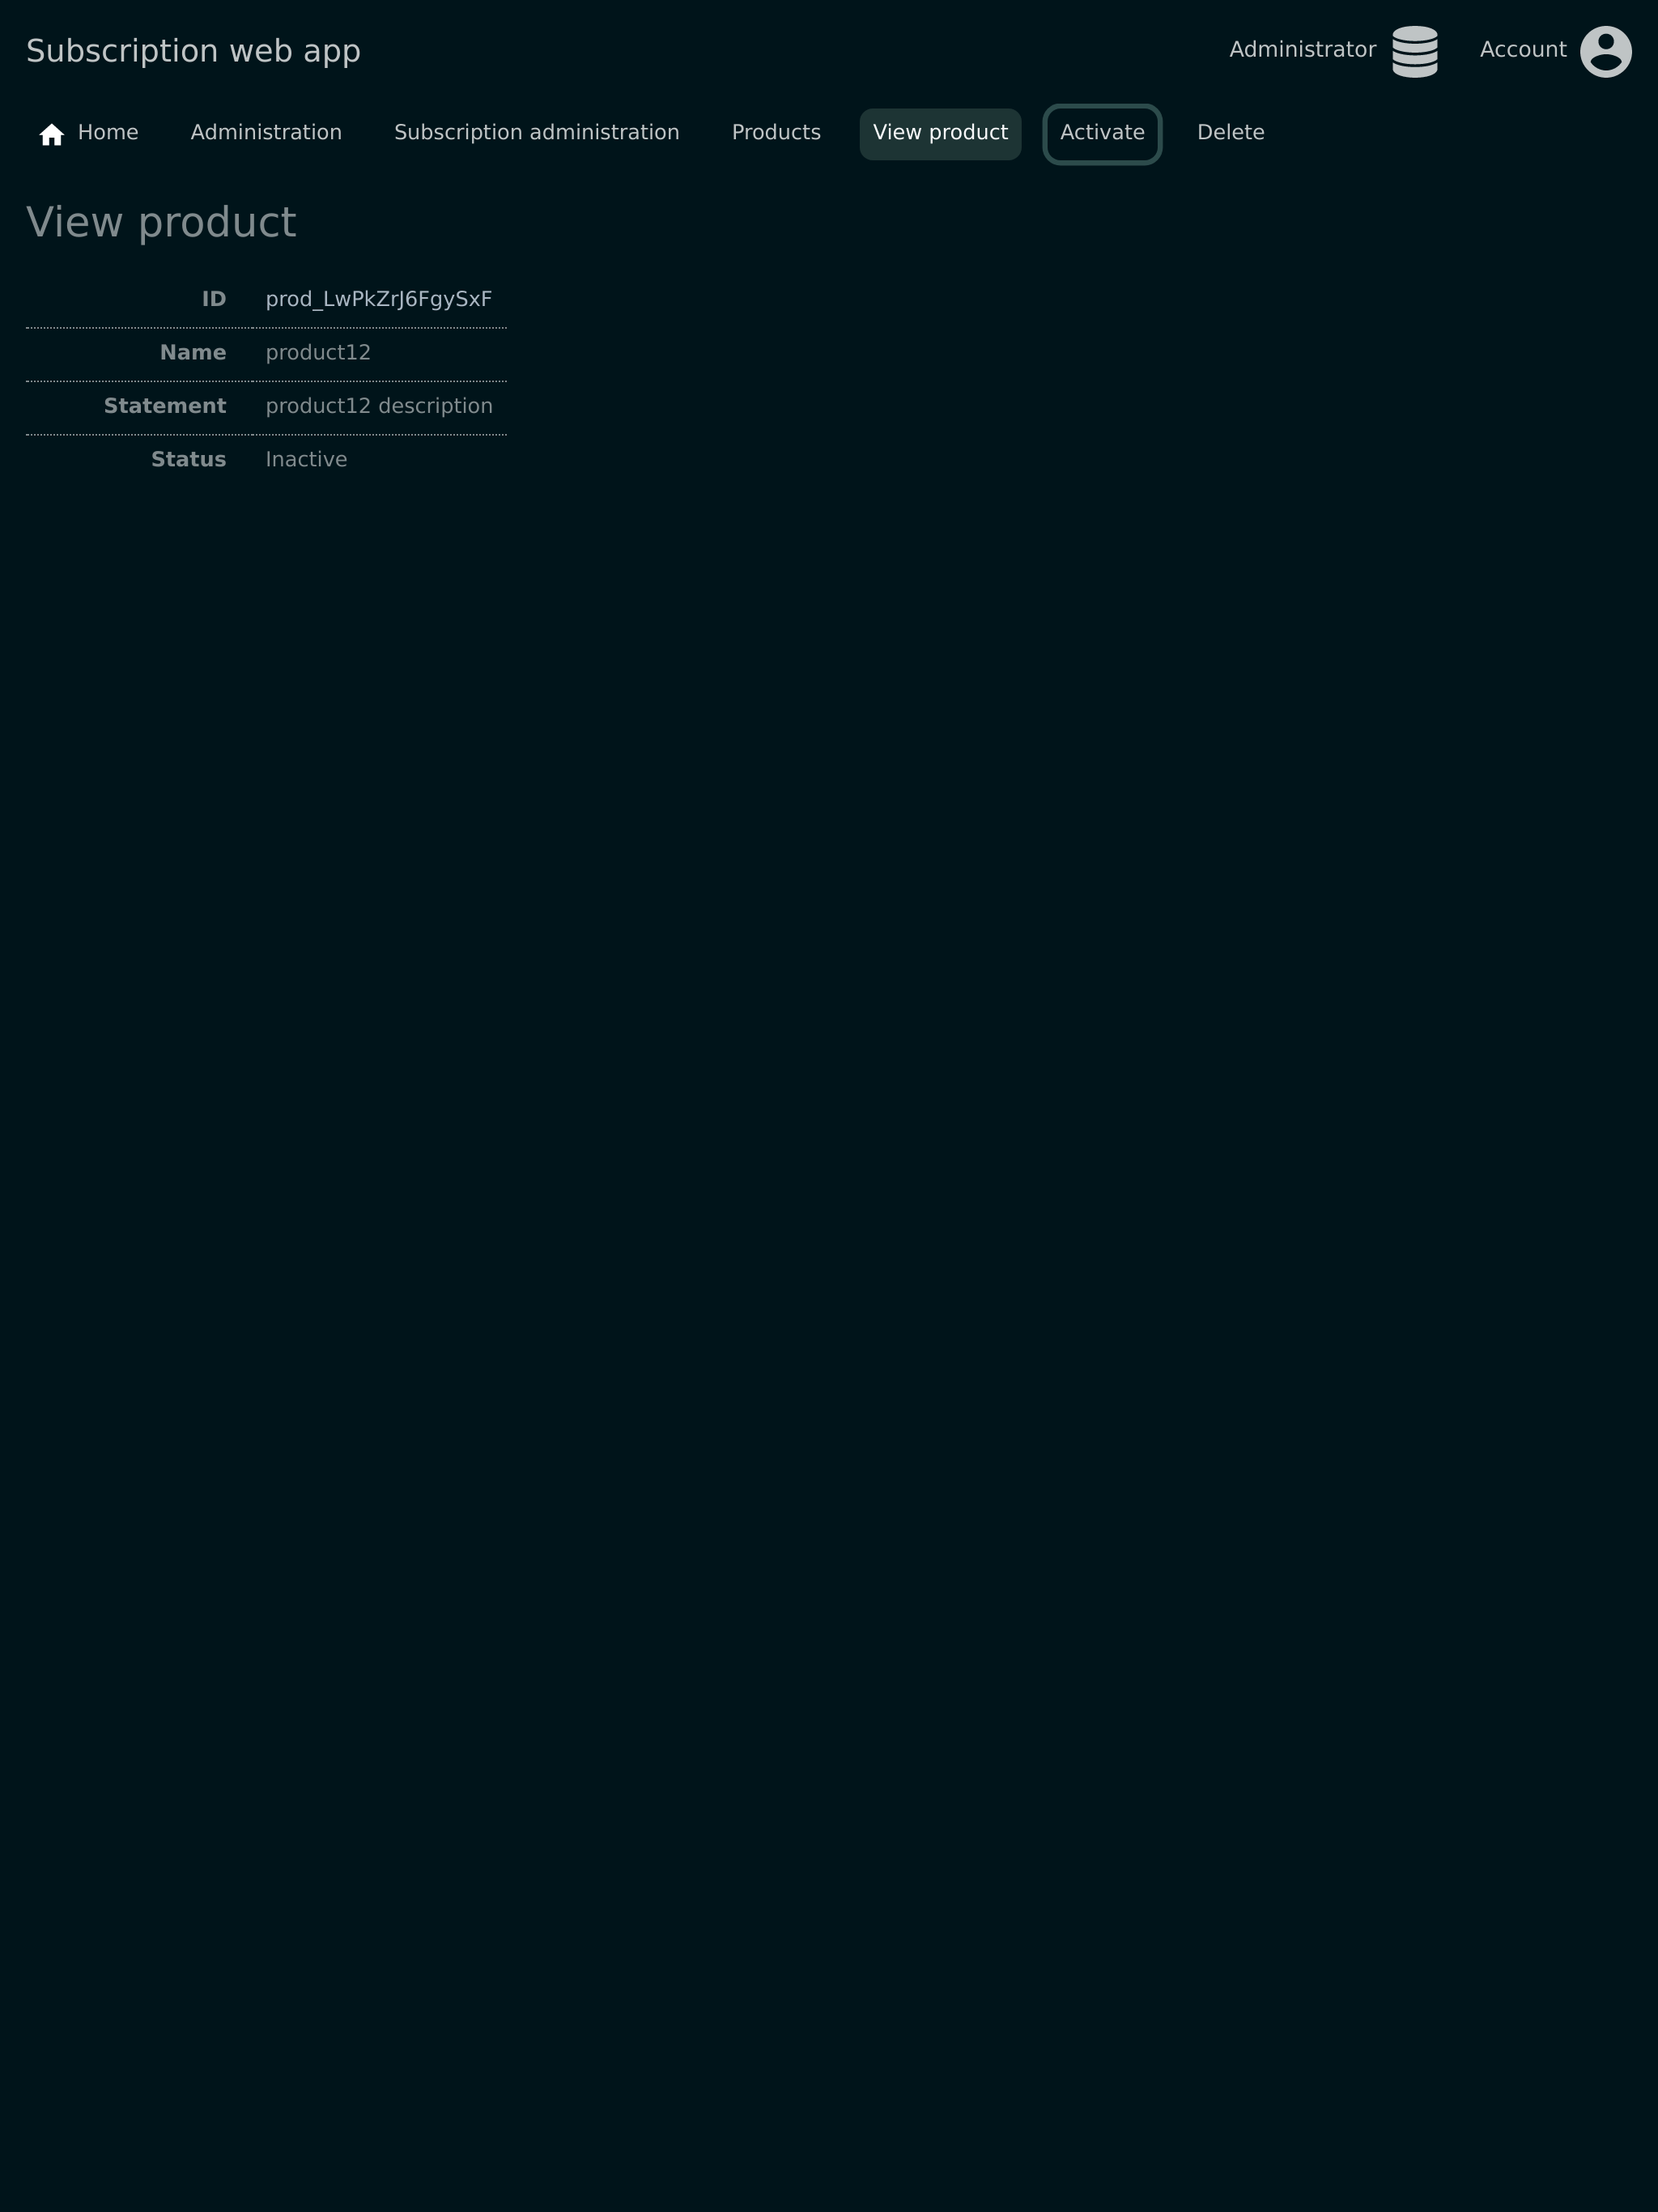 Subscription web app Administrator Account
Home Administration Subscription administration Products View product Activate Delete
View product
ID prod_LwPkZrJ6FgySxF
Name product12
Statement product12 description
Status Inactive